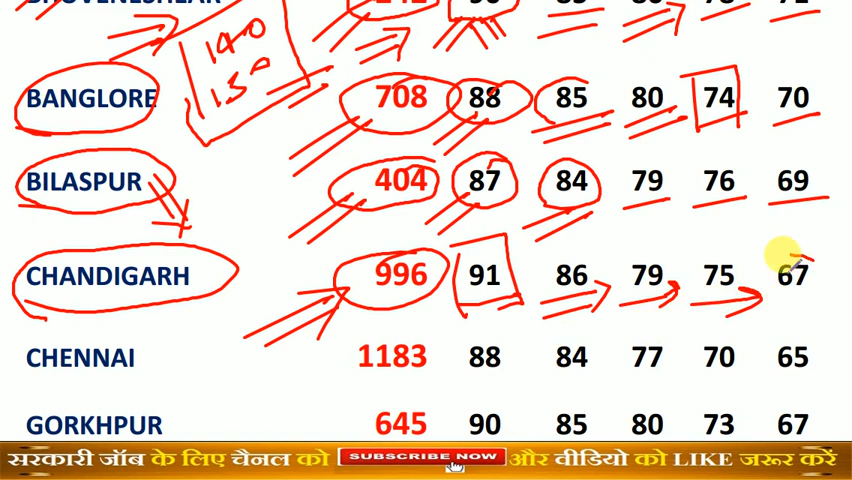 140
150
BANGLORE 708 88 85 80 74 70
BILASPUR 404 87 84 79 76 69
CHANDIGARH 996 91 86 79 75 67
CHENNAI 1183 88 84 77 70 65
GORKHPUR 645 90 85 80 73 67
सरकारी जॉब के लिए चैनल को SUBSCRIBE NOW और वीडियो को LIKE जरूर करें